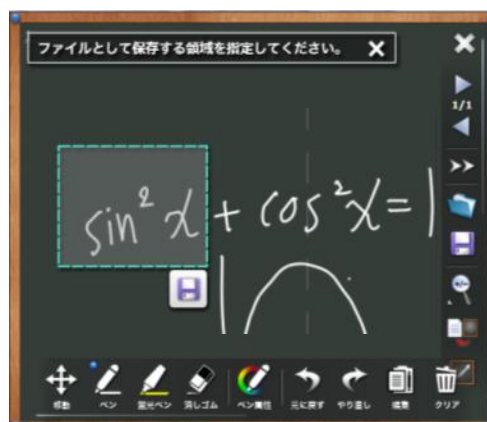 ファイルとして保存する領域を指定してください。
1/1
sin²x + cos²x = 1
移動 ペン 蛍光ペン 消しゴム ペン属性 元に戻す やり直し 編集 クリア